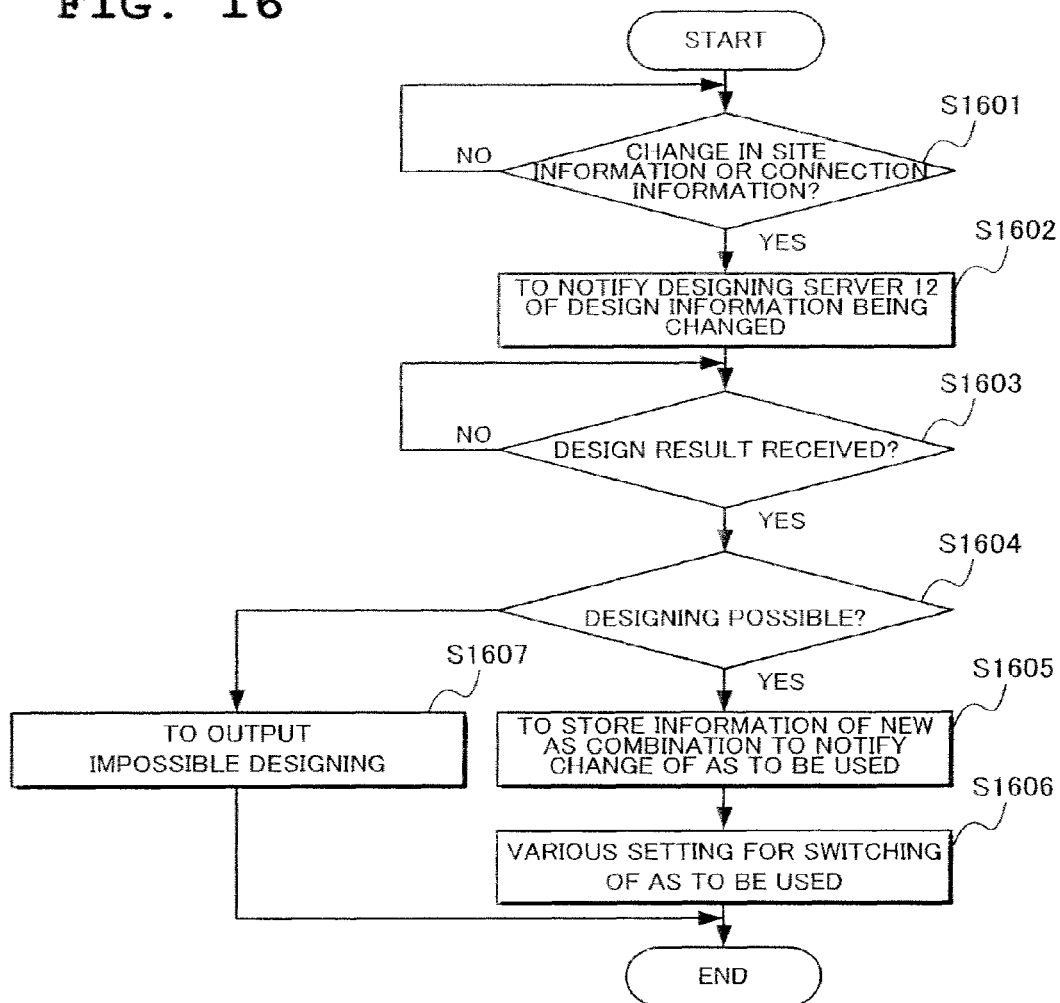 FIG. 16
START
S1601
CHANGE IN SITE
INFORMATION OR CONNECTION
INFORMATION?
NO
YES
S1602
TO NOTIFY DESIGNING SERVER 12
OF DESIGN INFORMATION BEING
CHANGED
S1603
DESIGN RESULT RECEIVED?
NO
YES
S1604
DESIGNING POSSIBLE?
YES
S1607
TO OUTPUT
IMPOSSIBLE DESIGNING
S1605
TO STORE INFORMATION OF NEW
AS COMBINATION TO NOTIFY
CHANGE OF AS TO BE USED
S1606
VARIOUS SETTING FOR SWITCHING
OF AS TO BE USED
END